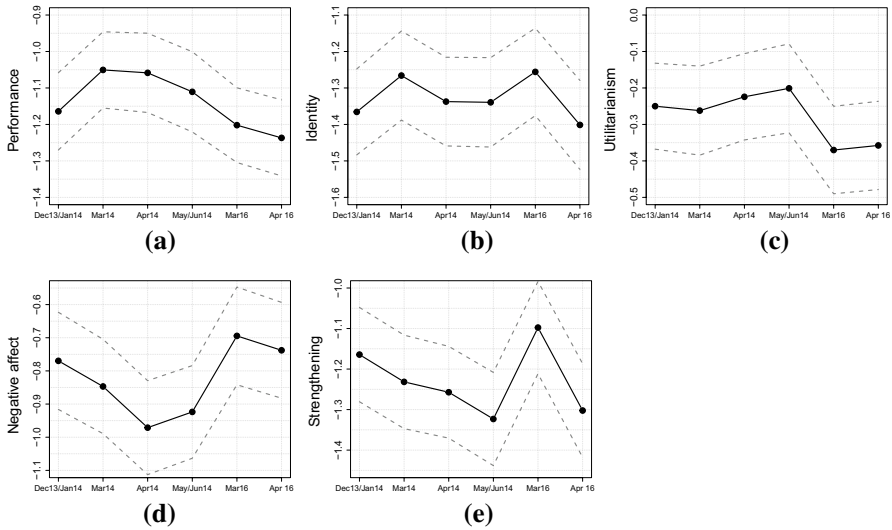 Performance
−0.9
−1.0
−1.1
−1.2
−1.3
−1.4
Dec13/Jan14 Mar14 Apr14 May/Jun14 Mar16 Apr 16
(a)
Identity
−1.1
−1.2
−1.3
−1.4
−1.5
−1.6
Dec13/Jan14 Mar14 Apr14 May/Jun14 Mar16 Apr 16
(b)
Utilitarianism
0.0
−0.1
−0.2
−0.3
−0.4
−0.5
Dec13/Jan14 Mar14 Apr14 May/Jun14 Mar16 Apr 16
(c)
Negative affect
−0.6
−0.7
−0.8
−0.9
−1.0
−1.1
Dec13/Jan14 Mar14 Apr14 May/Jun14 Mar16 Apr 16
(d)
Strengthening
−1.0
−1.1
−1.2
−1.3
−1.4
Dec13/Jan14 Mar14 Apr14 May/Jun14 Mar16 Apr 16
(e)